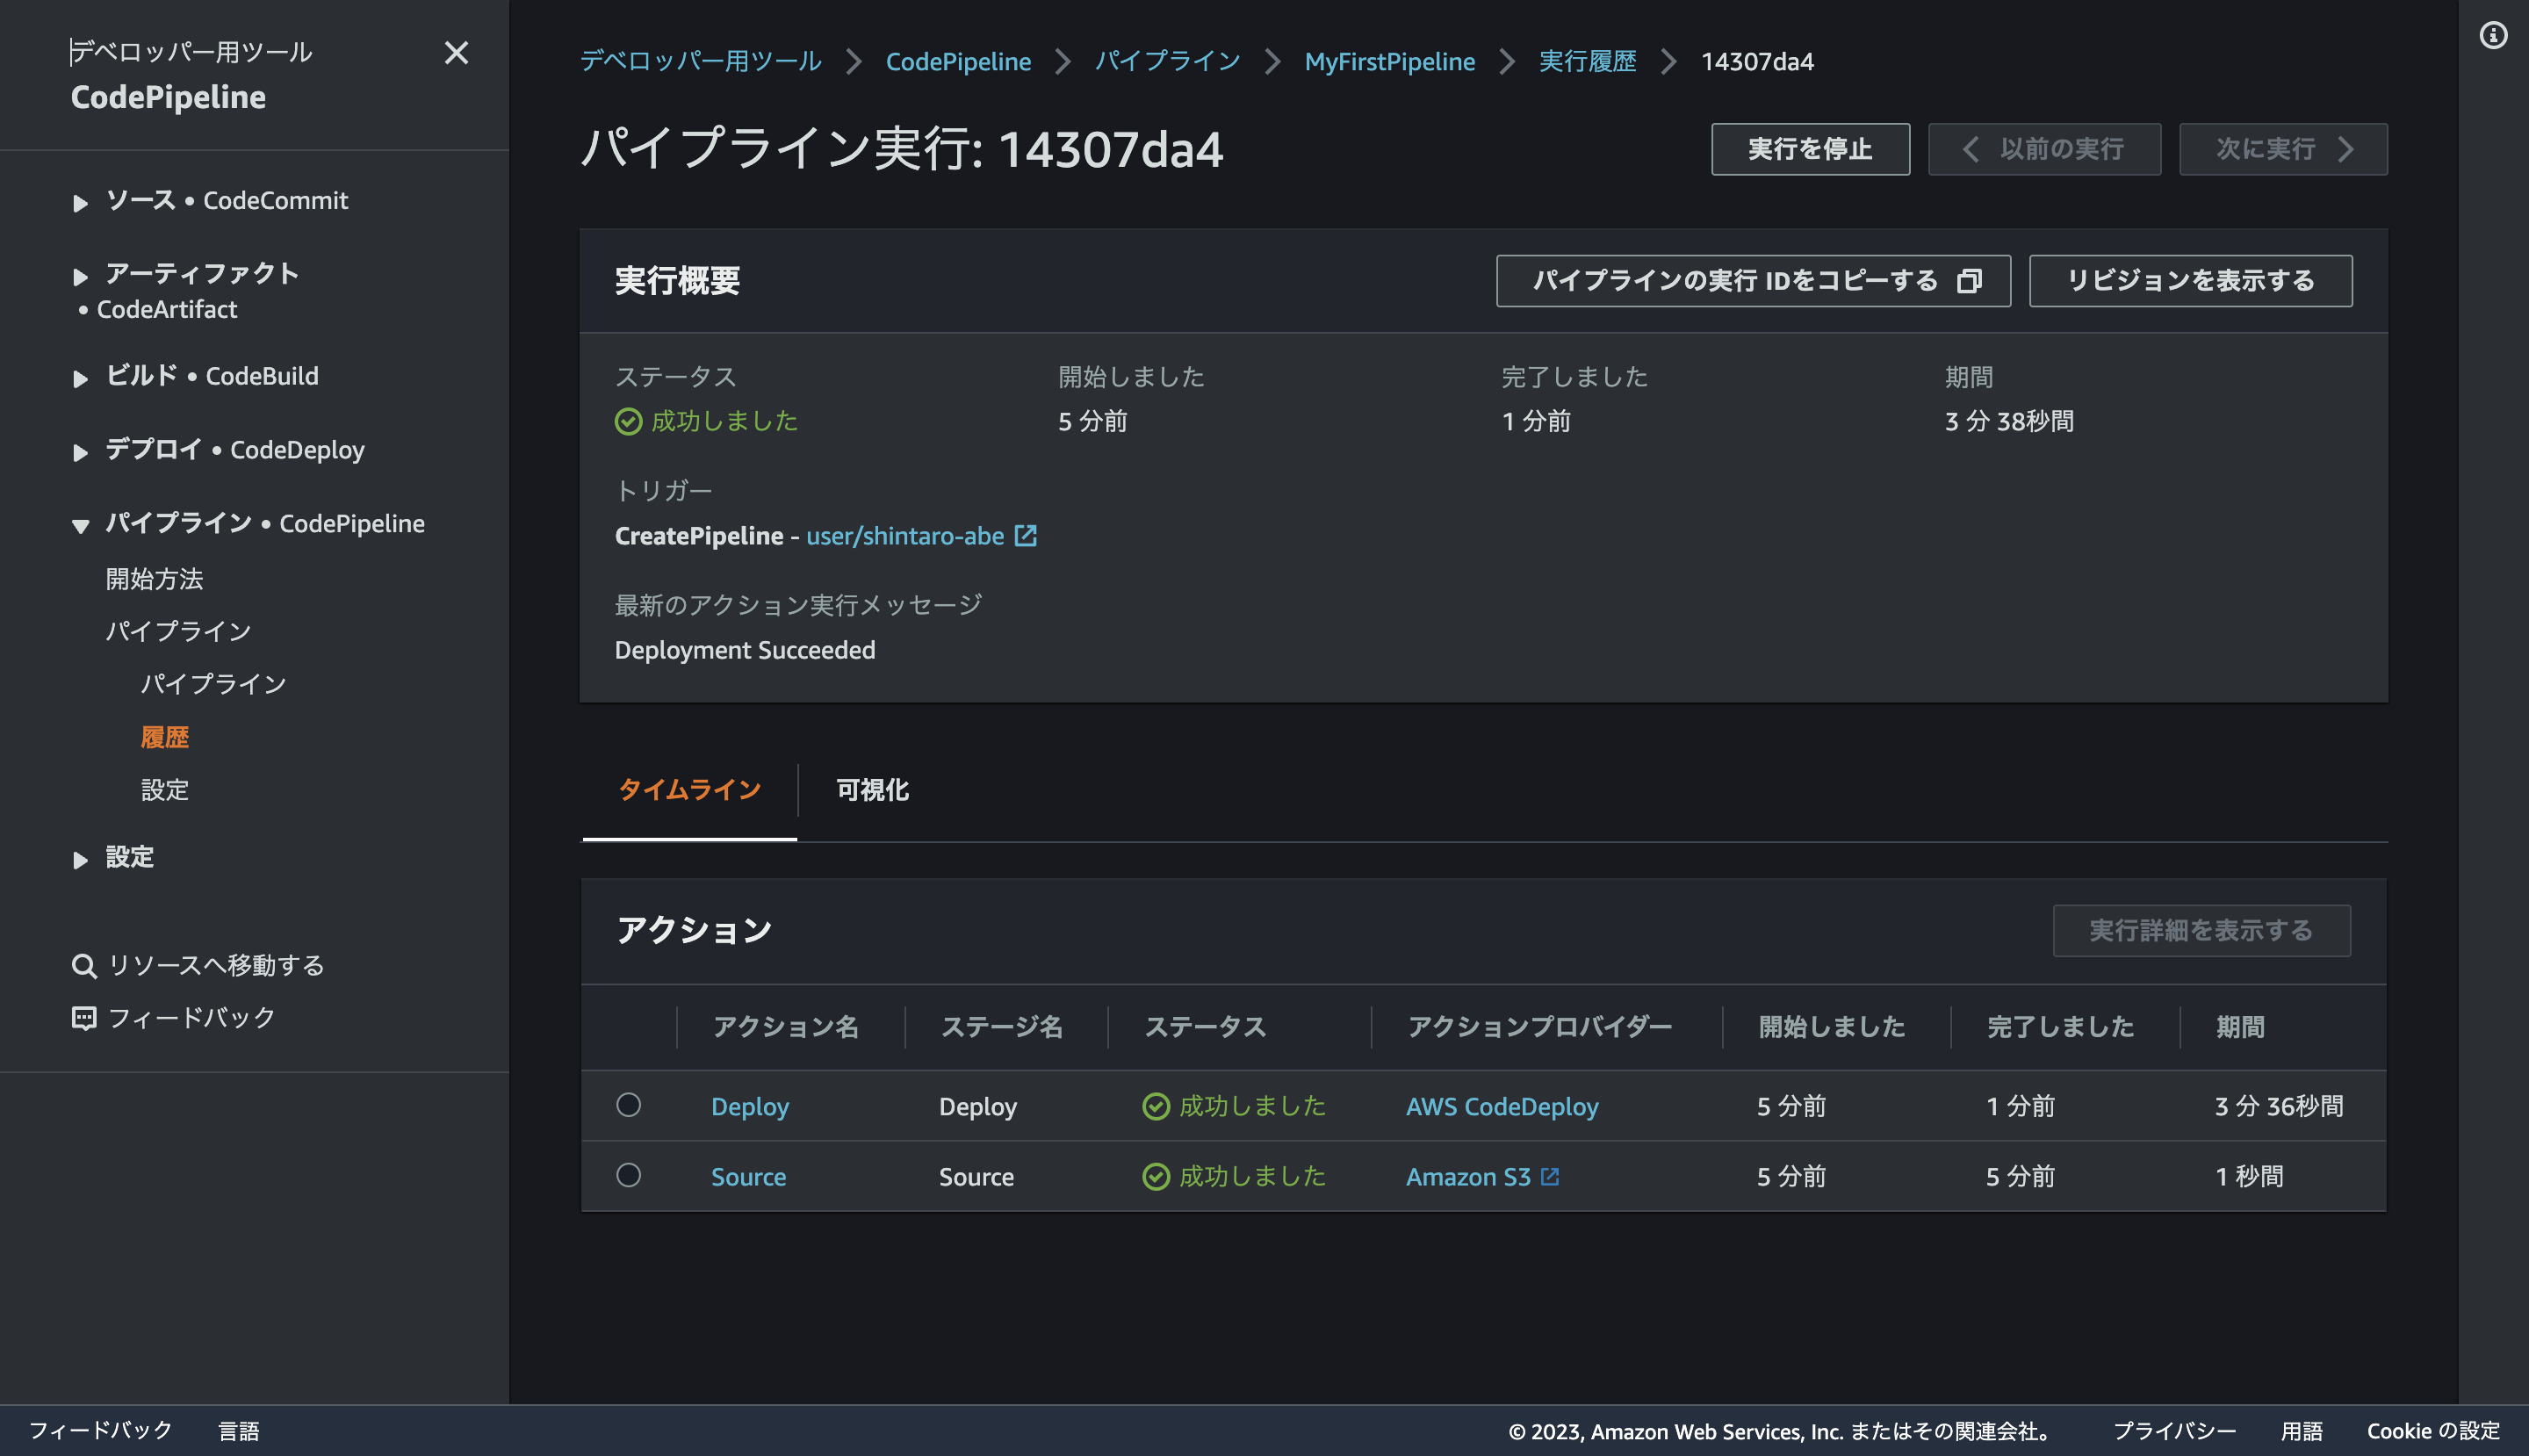 デベロッパー用ツール
CodePipeline
ソース • CodeCommit
アーティファクト
• CodeArtifact
ビルド • CodeBuild
デプロイ • CodeDeploy
パイプライン • CodePipeline
開始方法
パイプライン
パイプライン
履歴
設定
設定
リソースへ移動する
フィードバック
デベロッパー用ツール CodePipeline パイプライン MyFirstPipeline 実行履歴 14307da4
パイプライン実行: 14307da4
実行を停止 以前の実行 次に実行
実行概要 パイプラインの実行 IDをコピーする リビジョンを表示する
ステータス 開始しました 完了しました 期間
成功しました 5 分前 1 分前 3 分 38秒間
トリガー
CreatePipeline - user/shintaro-abe
最新のアクション実行メッセージ
Deployment Succeeded
タイムライン 可視化
アクション 実行詳細を表示する
アクション名 ステージ名 ステータス アクションプロバイダー 開始しました 完了しました 期間
Deploy Deploy 成功しました AWS CodeDeploy 5 分前 1 分前 3 分 36秒間
Source Source 成功しました Amazon S3 5 分前 5 分前 1 秒間
フィードバック 言語 © 2023, Amazon Web Services, Inc. またはその関連会社。 プライバシー 用語 Cookie の設定